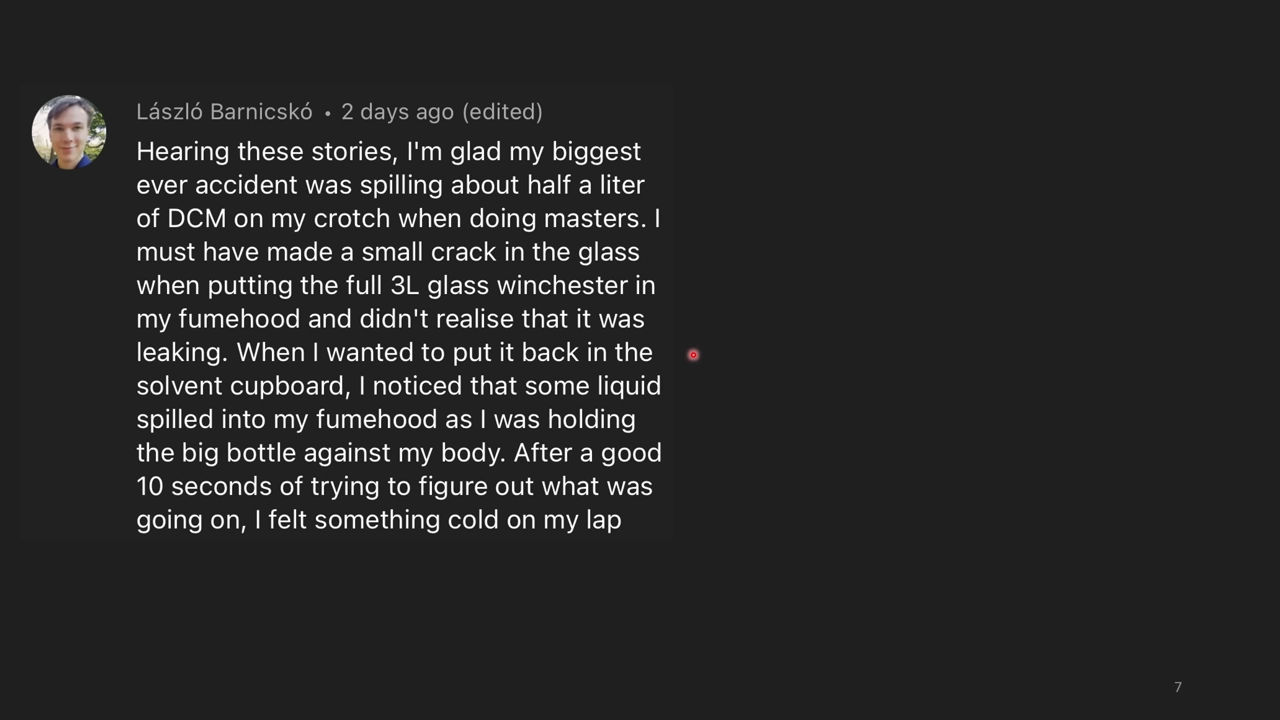 László Barnicskó • 2 days ago (edited)
Hearing these stories, I'm glad my biggest
ever accident was spilling about half a liter
of DCM on my crotch when doing masters. I
must have made a small crack in the glass
when putting the full 3L glass winchester in
my fumehood and didn't realise that it was
leaking. When I wanted to put it back in the
solvent cupboard, I noticed that some liquid
spilled into my fumehood as I was holding
the big bottle against my body. After a good
10 seconds of trying to figure out what was
going on, I felt something cold on my lap
7